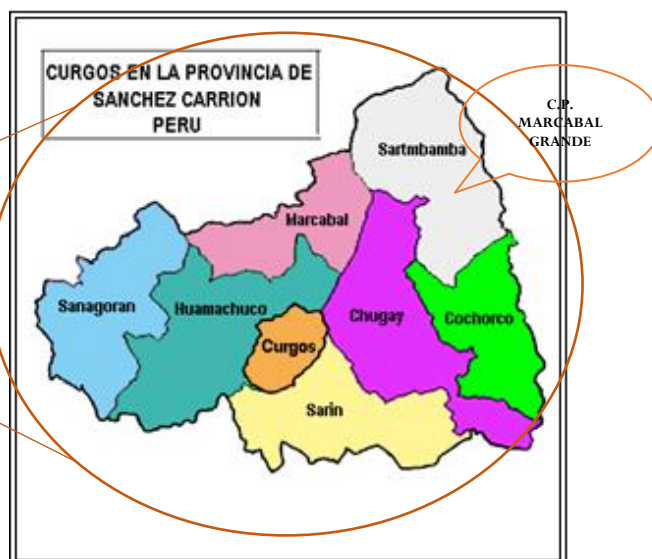 CURGOS EN LA PROVINCIA DE
SANCHEZ CARRION
PERU
C.P.
MARCABAL
GRANDE
Sartmbamba
Marcabal
Sanagoran
Huamachuco
Chugay
Cochorco
Curgos
Sarin